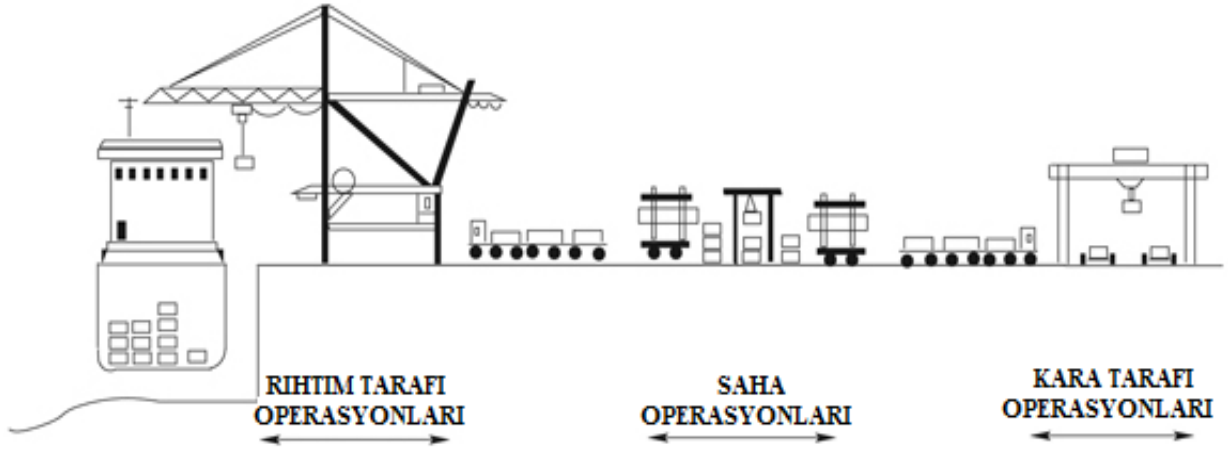 RIHTIM TARAFI
OPERASYONLARI
SAHA
OPERASYONLARI
KARA TARAFI
OPERASYONLARI